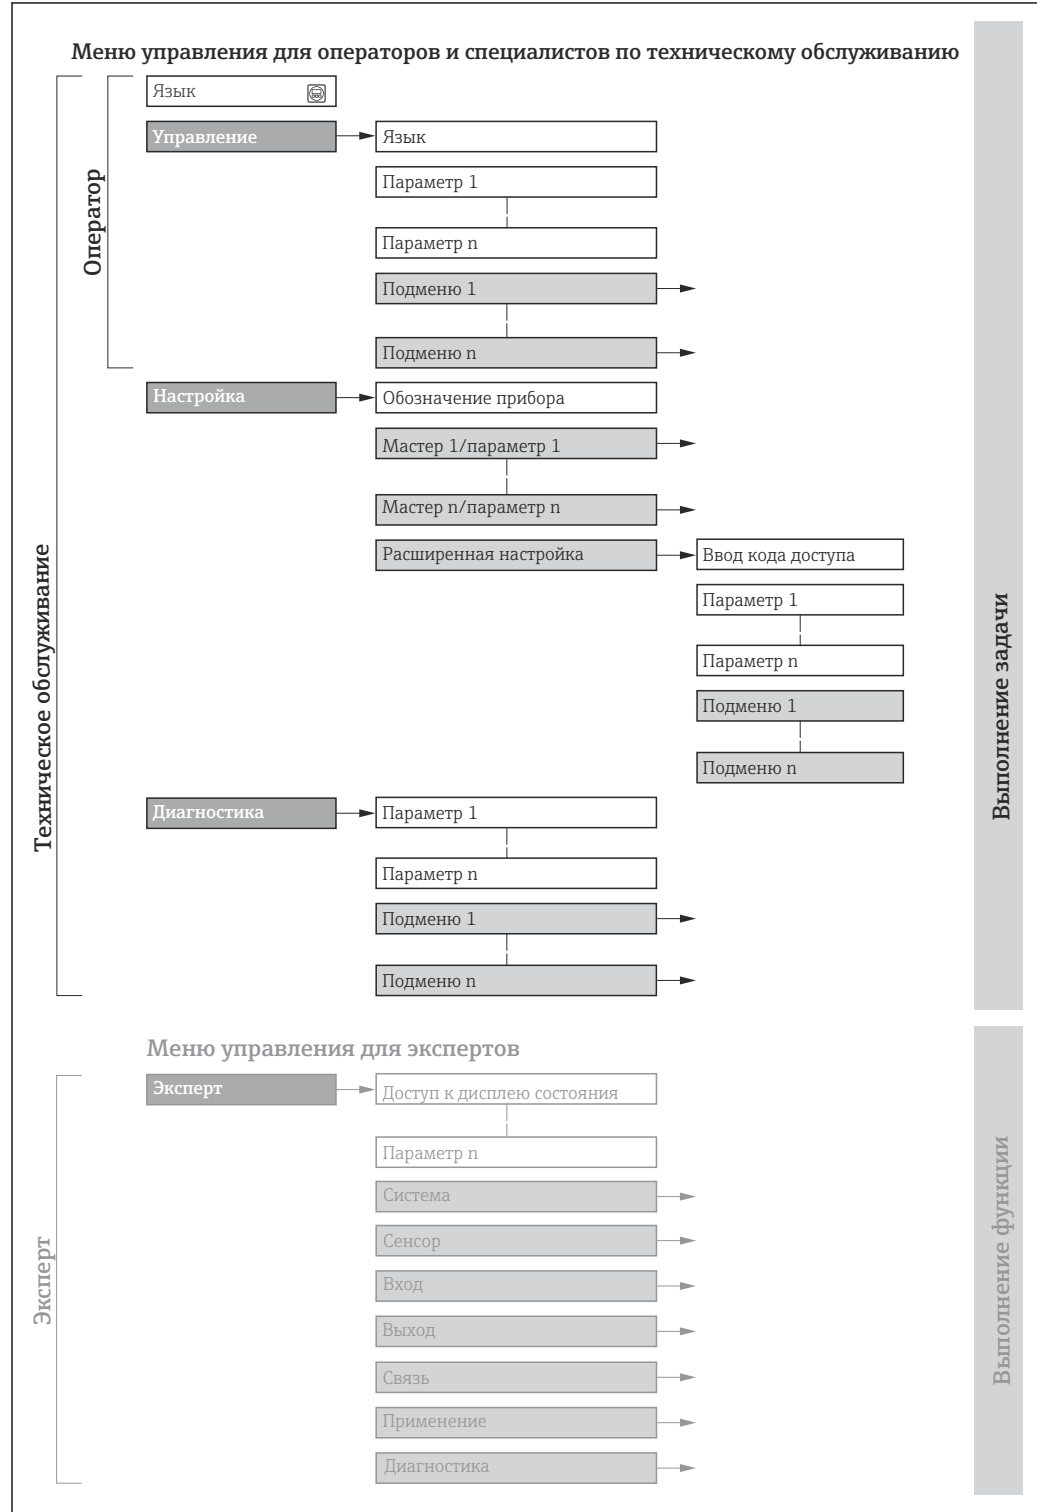 Меню управления для операторов и специалистов по техническому обслуживанию
Язык
Управление
Язык
Параметр 1
Параметр n
Подменю 1
Подменю n
Оператор
Настройка
Обозначение прибора
Мастер 1/параметр 1
Мастер n/параметр n
Расширенная настройка
Ввод кода доступа
Параметр 1
Параметр n
Подменю 1
Подменю n
Диагностика
Параметр 1
Параметр n
Подменю 1
Подменю n
Техническое обслуживание
Выполнение задачи
Меню управления для экспертов
Эксперт
Доступ к дисплею состояния
Параметр n
Система
Сенсор
Вход
Выход
Связь
Применение
Диагностика
Эксперт
Выполнение функции